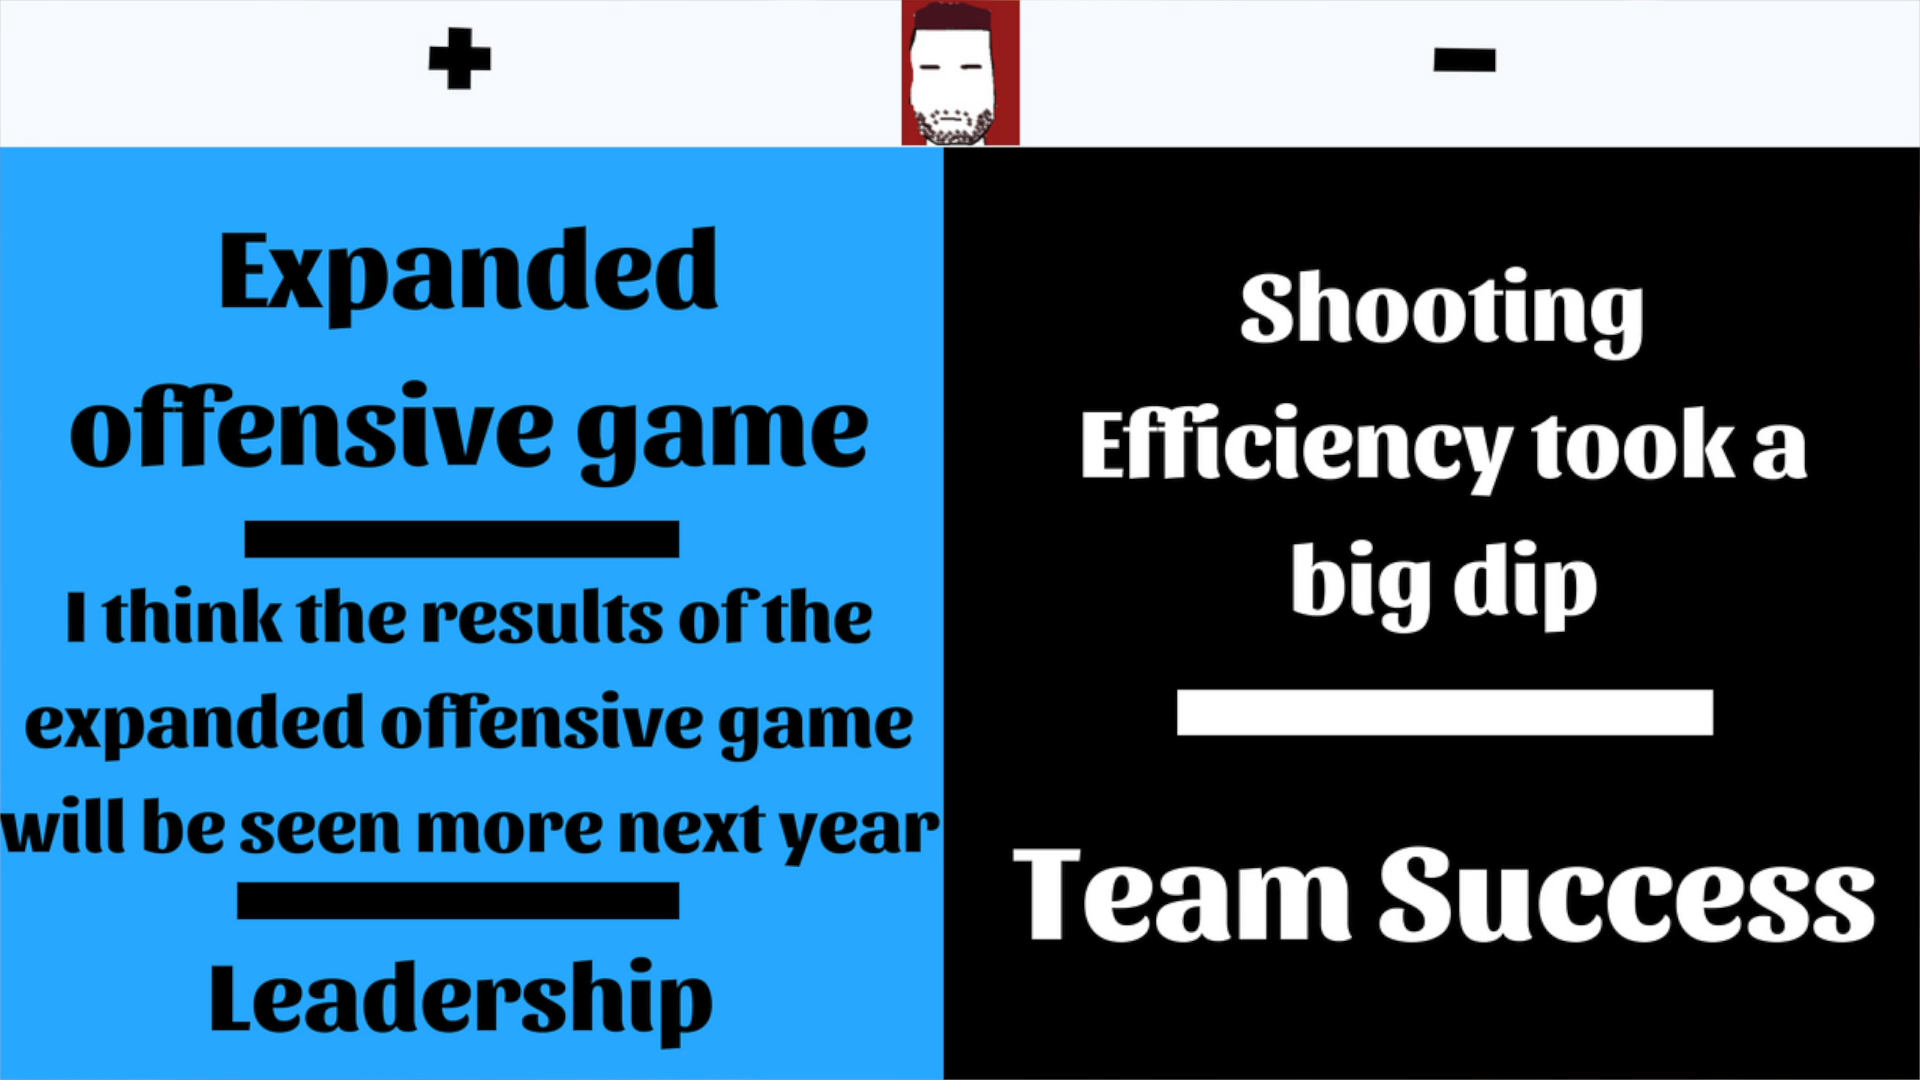 +
-
Expanded
offensive game
I think the results of the
expanded offensive game
will be seen more next year
Leadership
Shooting
Efficiency took a
big dip
Team Success